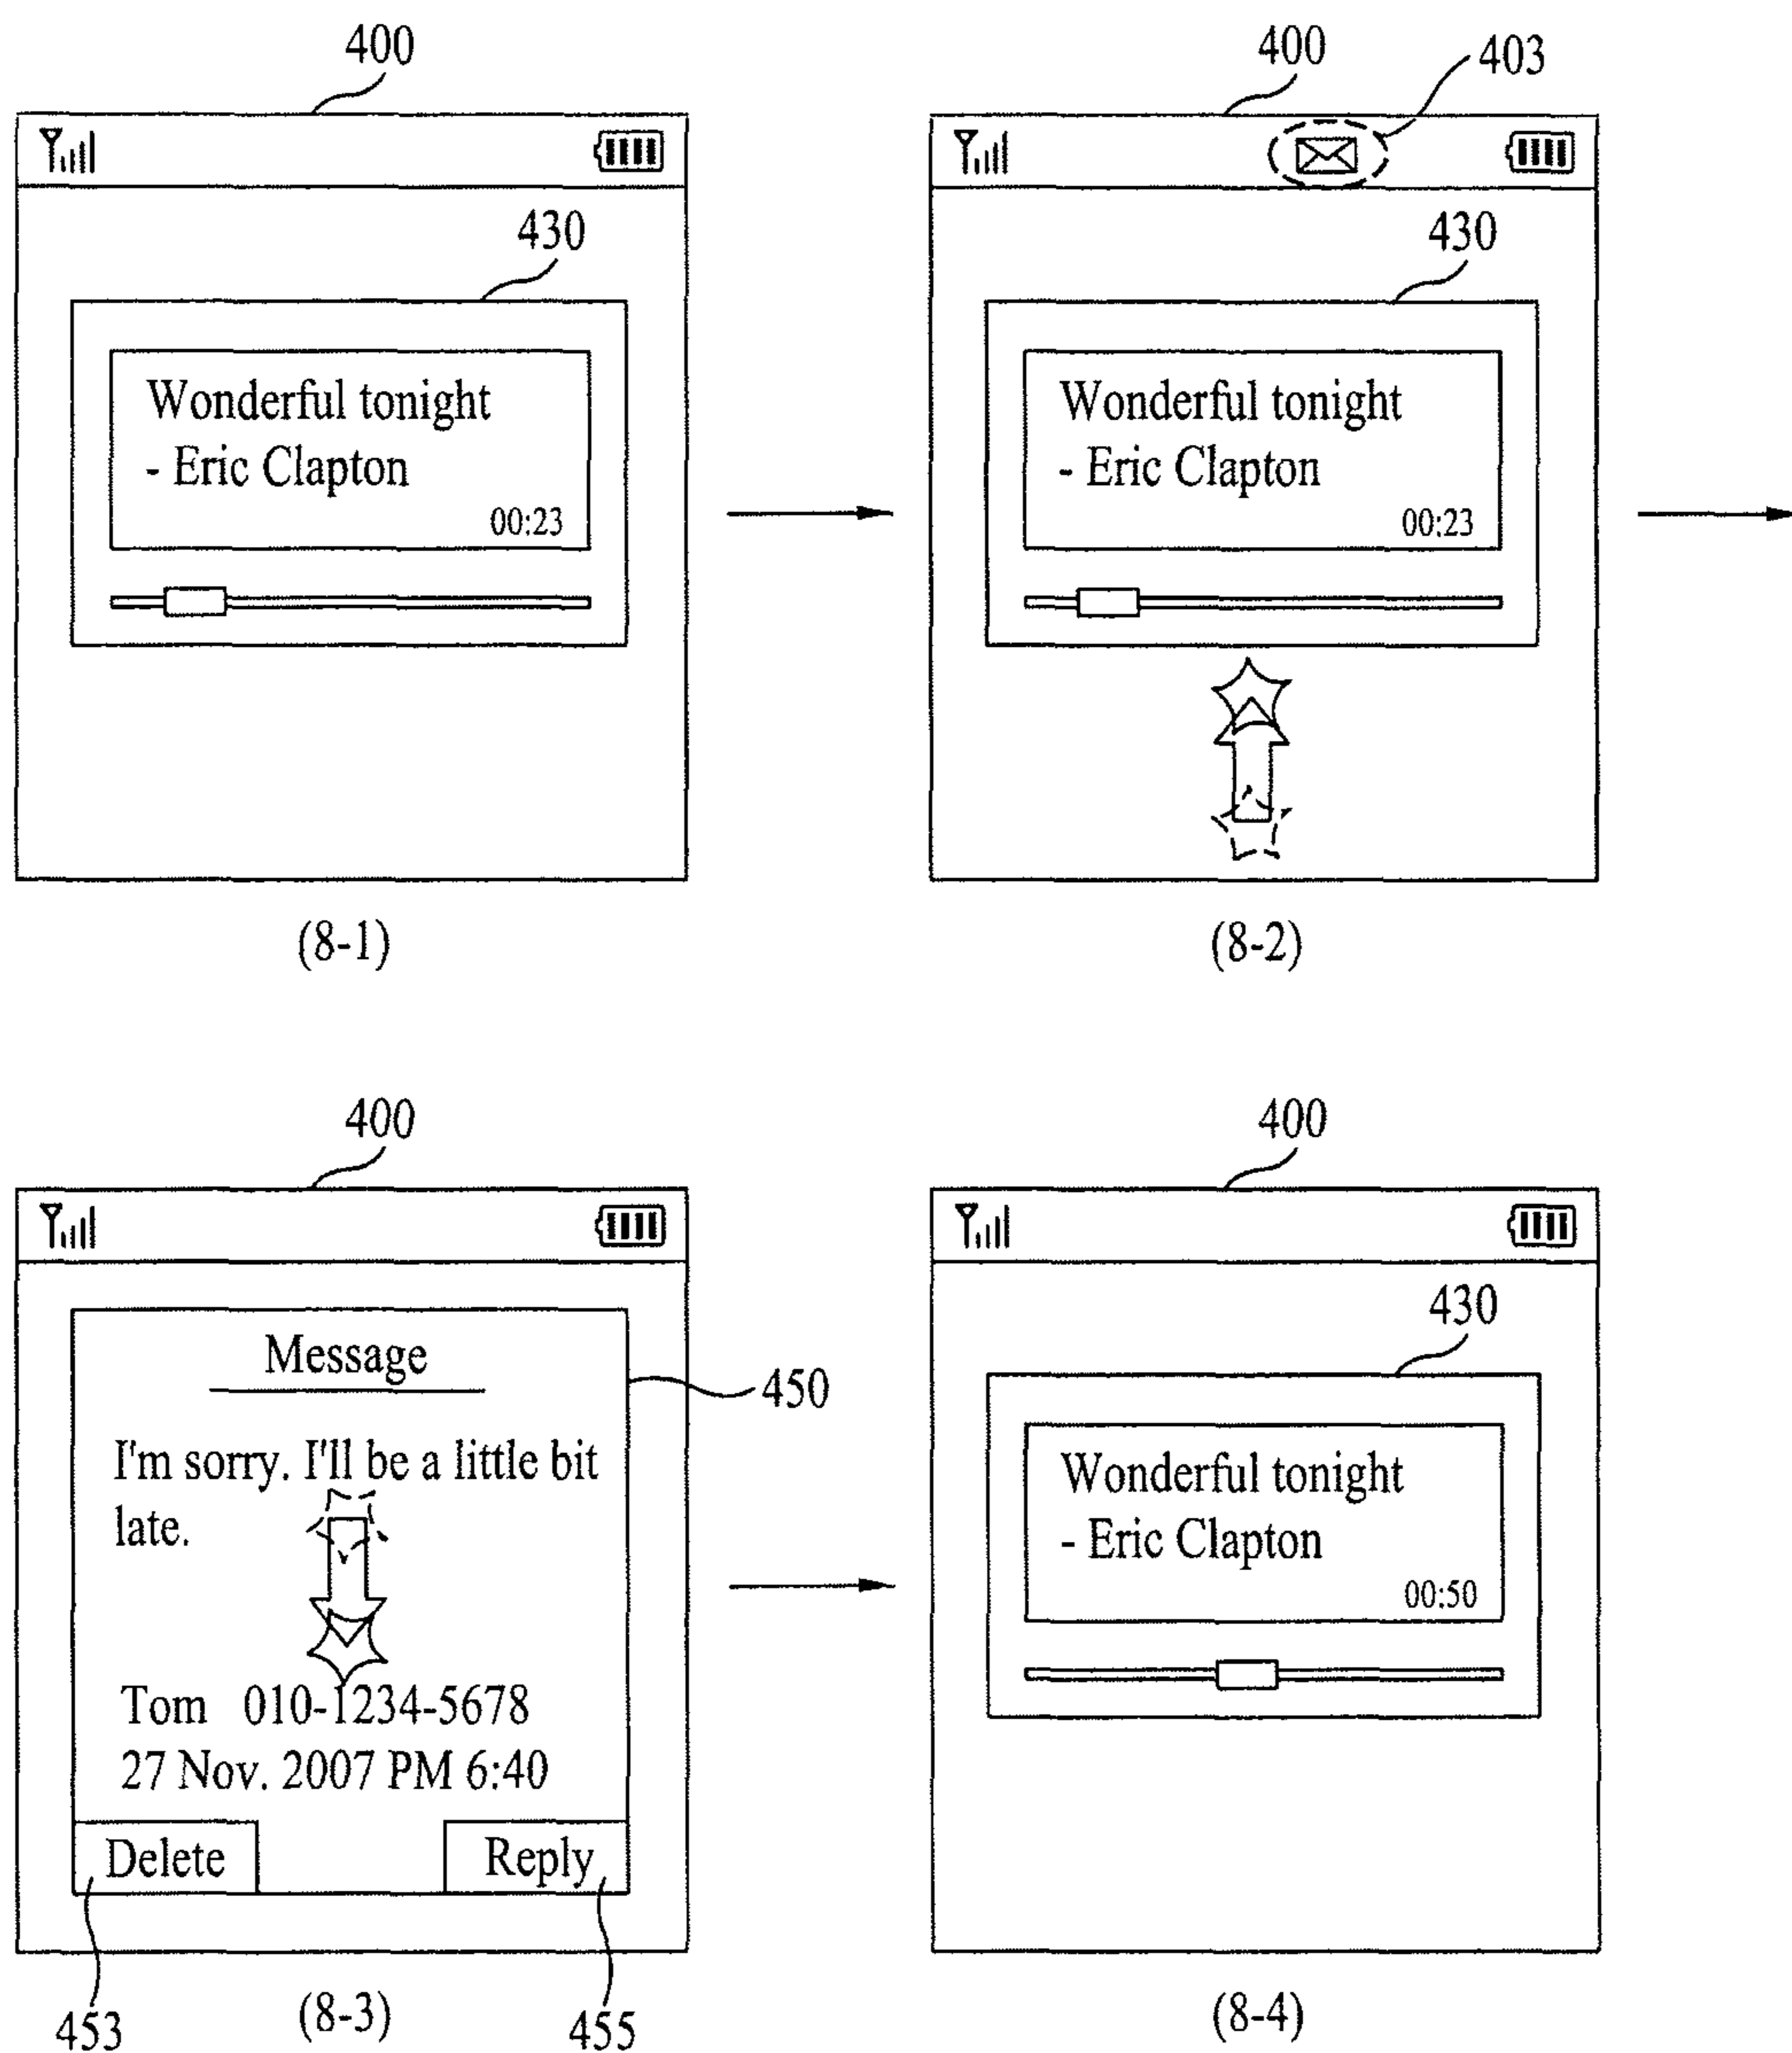 400
430
Wonderful tonight
- Eric Clapton
00:23
(8-1)
400
403
430
Wonderful tonight
- Eric Clapton
00:23
(8-2)
400
Message
450
I'm sorry. I'll be a little bit
late.
Tom 010-1234-5678
27 Nov. 2007 PM 6:40
Delete
Reply
453
(8-3)
455
400
430
Wonderful tonight
- Eric Clapton
00:50
(8-4)